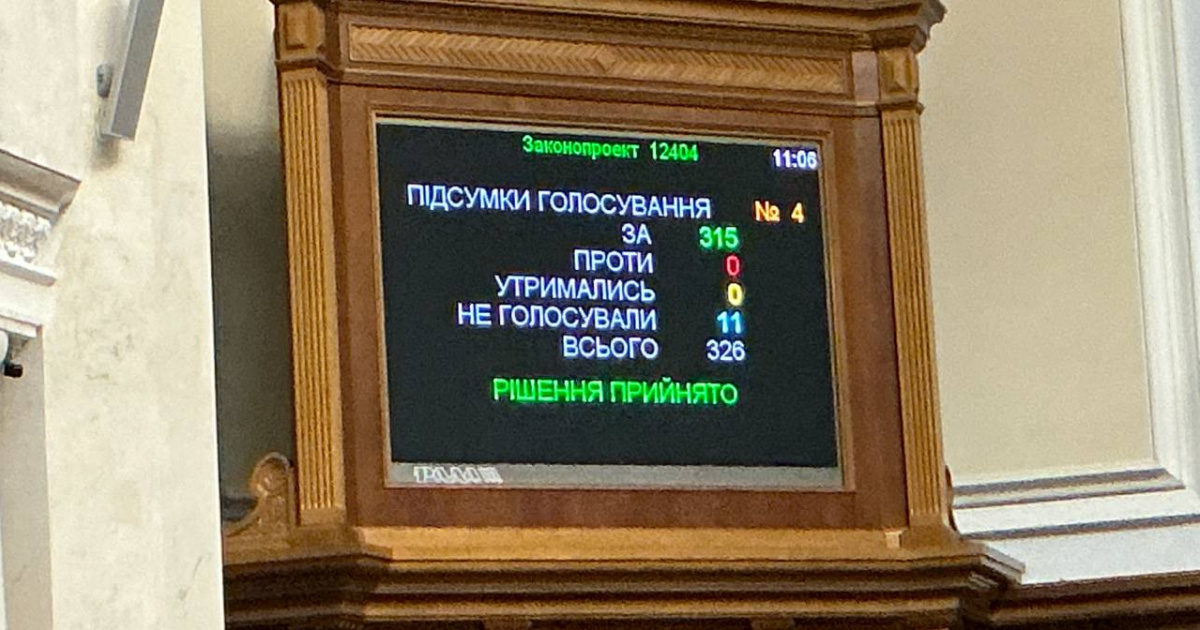 Законопроект 12404 11:06
ПІДСУМКИ ГОЛОСУВАННЯ № 4
ЗА 315
ПРОТИ 0
УТРИМАЛИСЬ 0
НЕ ГОЛОСУВАЛИ 11
ВСЬОГО 326
РІШЕННЯ ПРИЙНЯТО